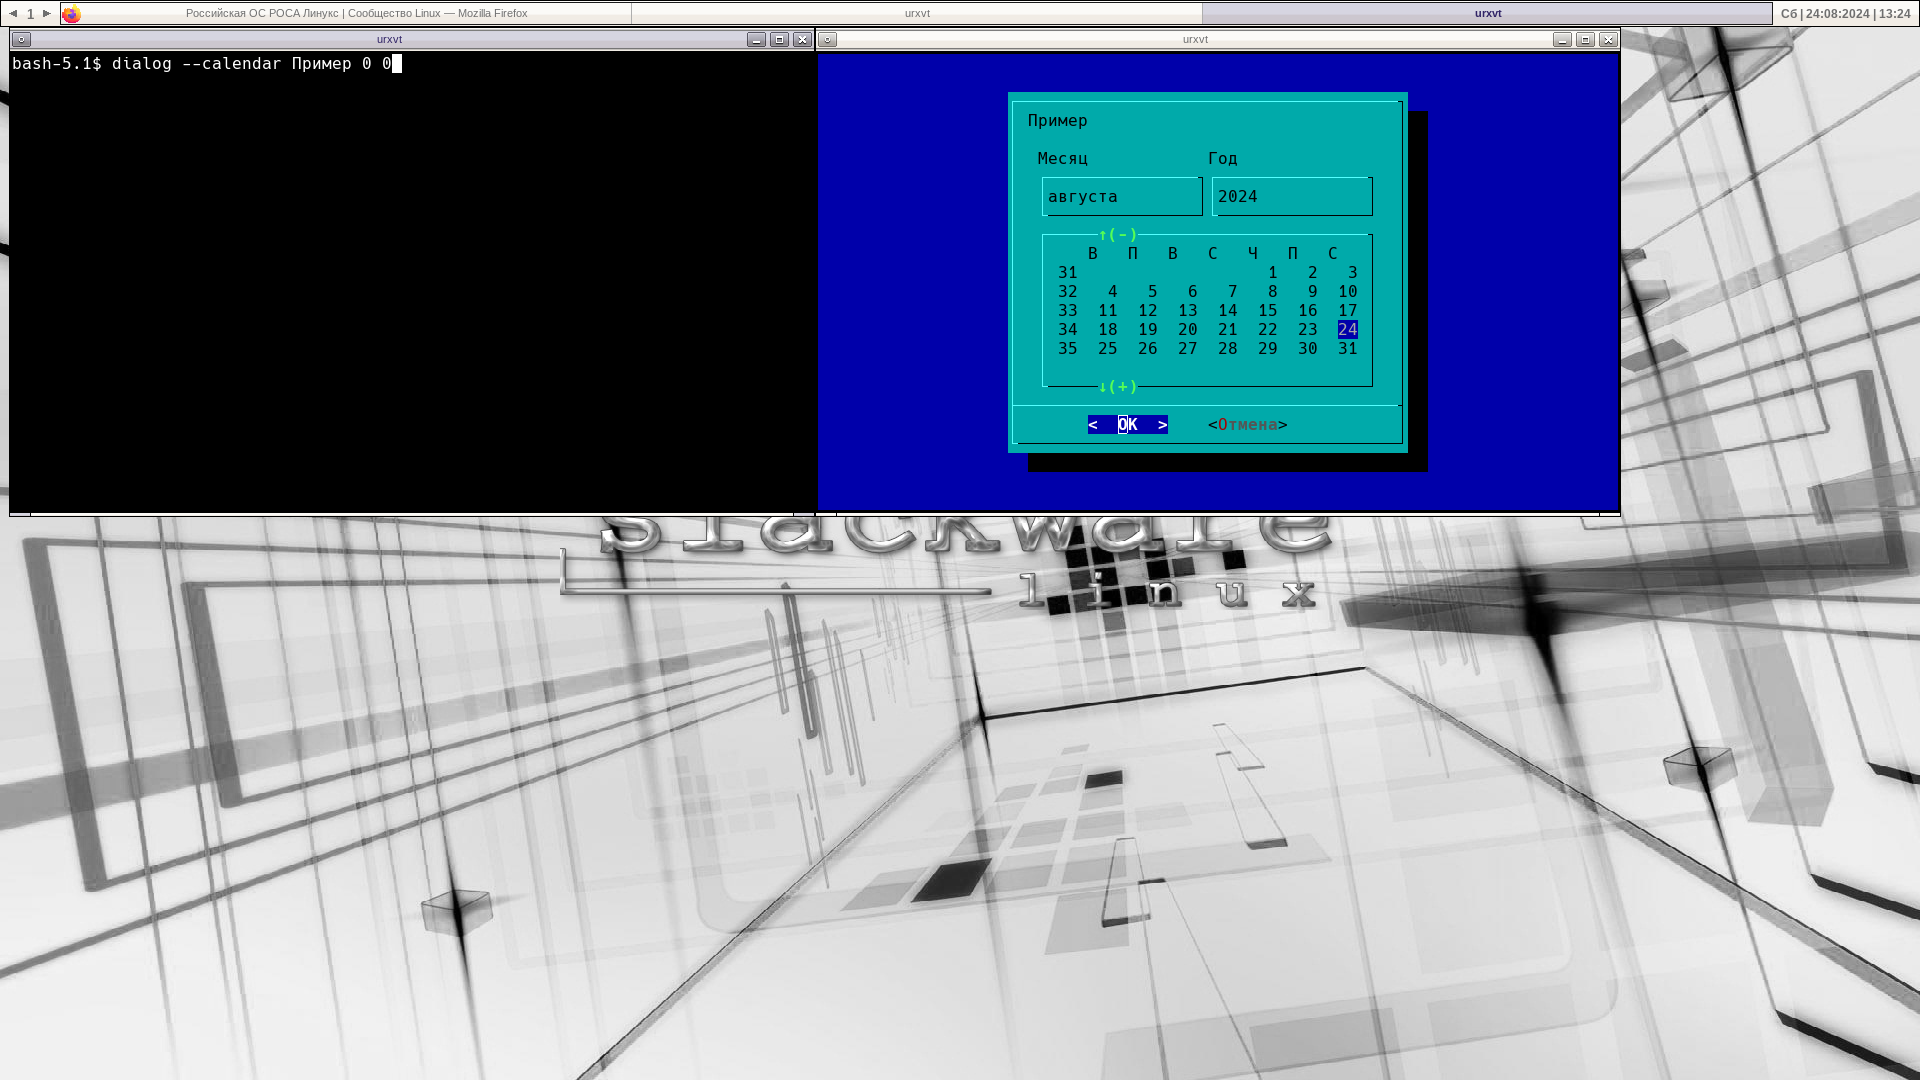 1 Российская ОС РОСА Линукс | Сообщество Linux — Mozilla Firefox urxvt urxvt Сб | 24:08:2024 | 13:24
urxvt
bash-5.1$ dialog --calendar Пример 0 0
urxvt
Пример
Месяц Год
августа 2024
↑(-)
В П В С Ч П С
31 1 2 3
32 4 5 6 7 8 9 10
33 11 12 13 14 15 16 17
34 18 19 20 21 22 23 24
35 25 26 27 28 29 30 31
↓(+)
< OK > <Отмена>
slackware
linux